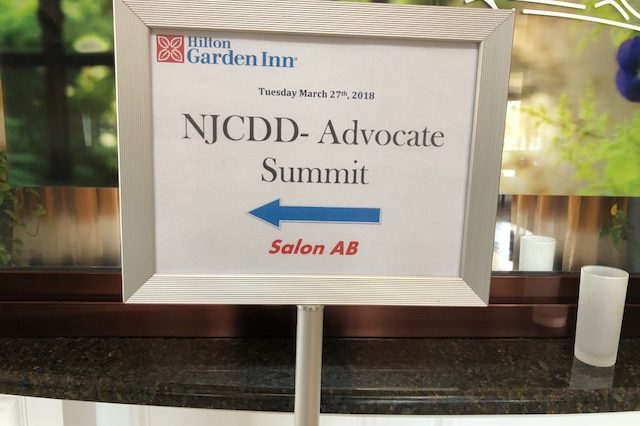 Hilton
Garden Inn®
Tuesday March 27th, 2018
NJCDD- Advocate
Summit
Salon AB